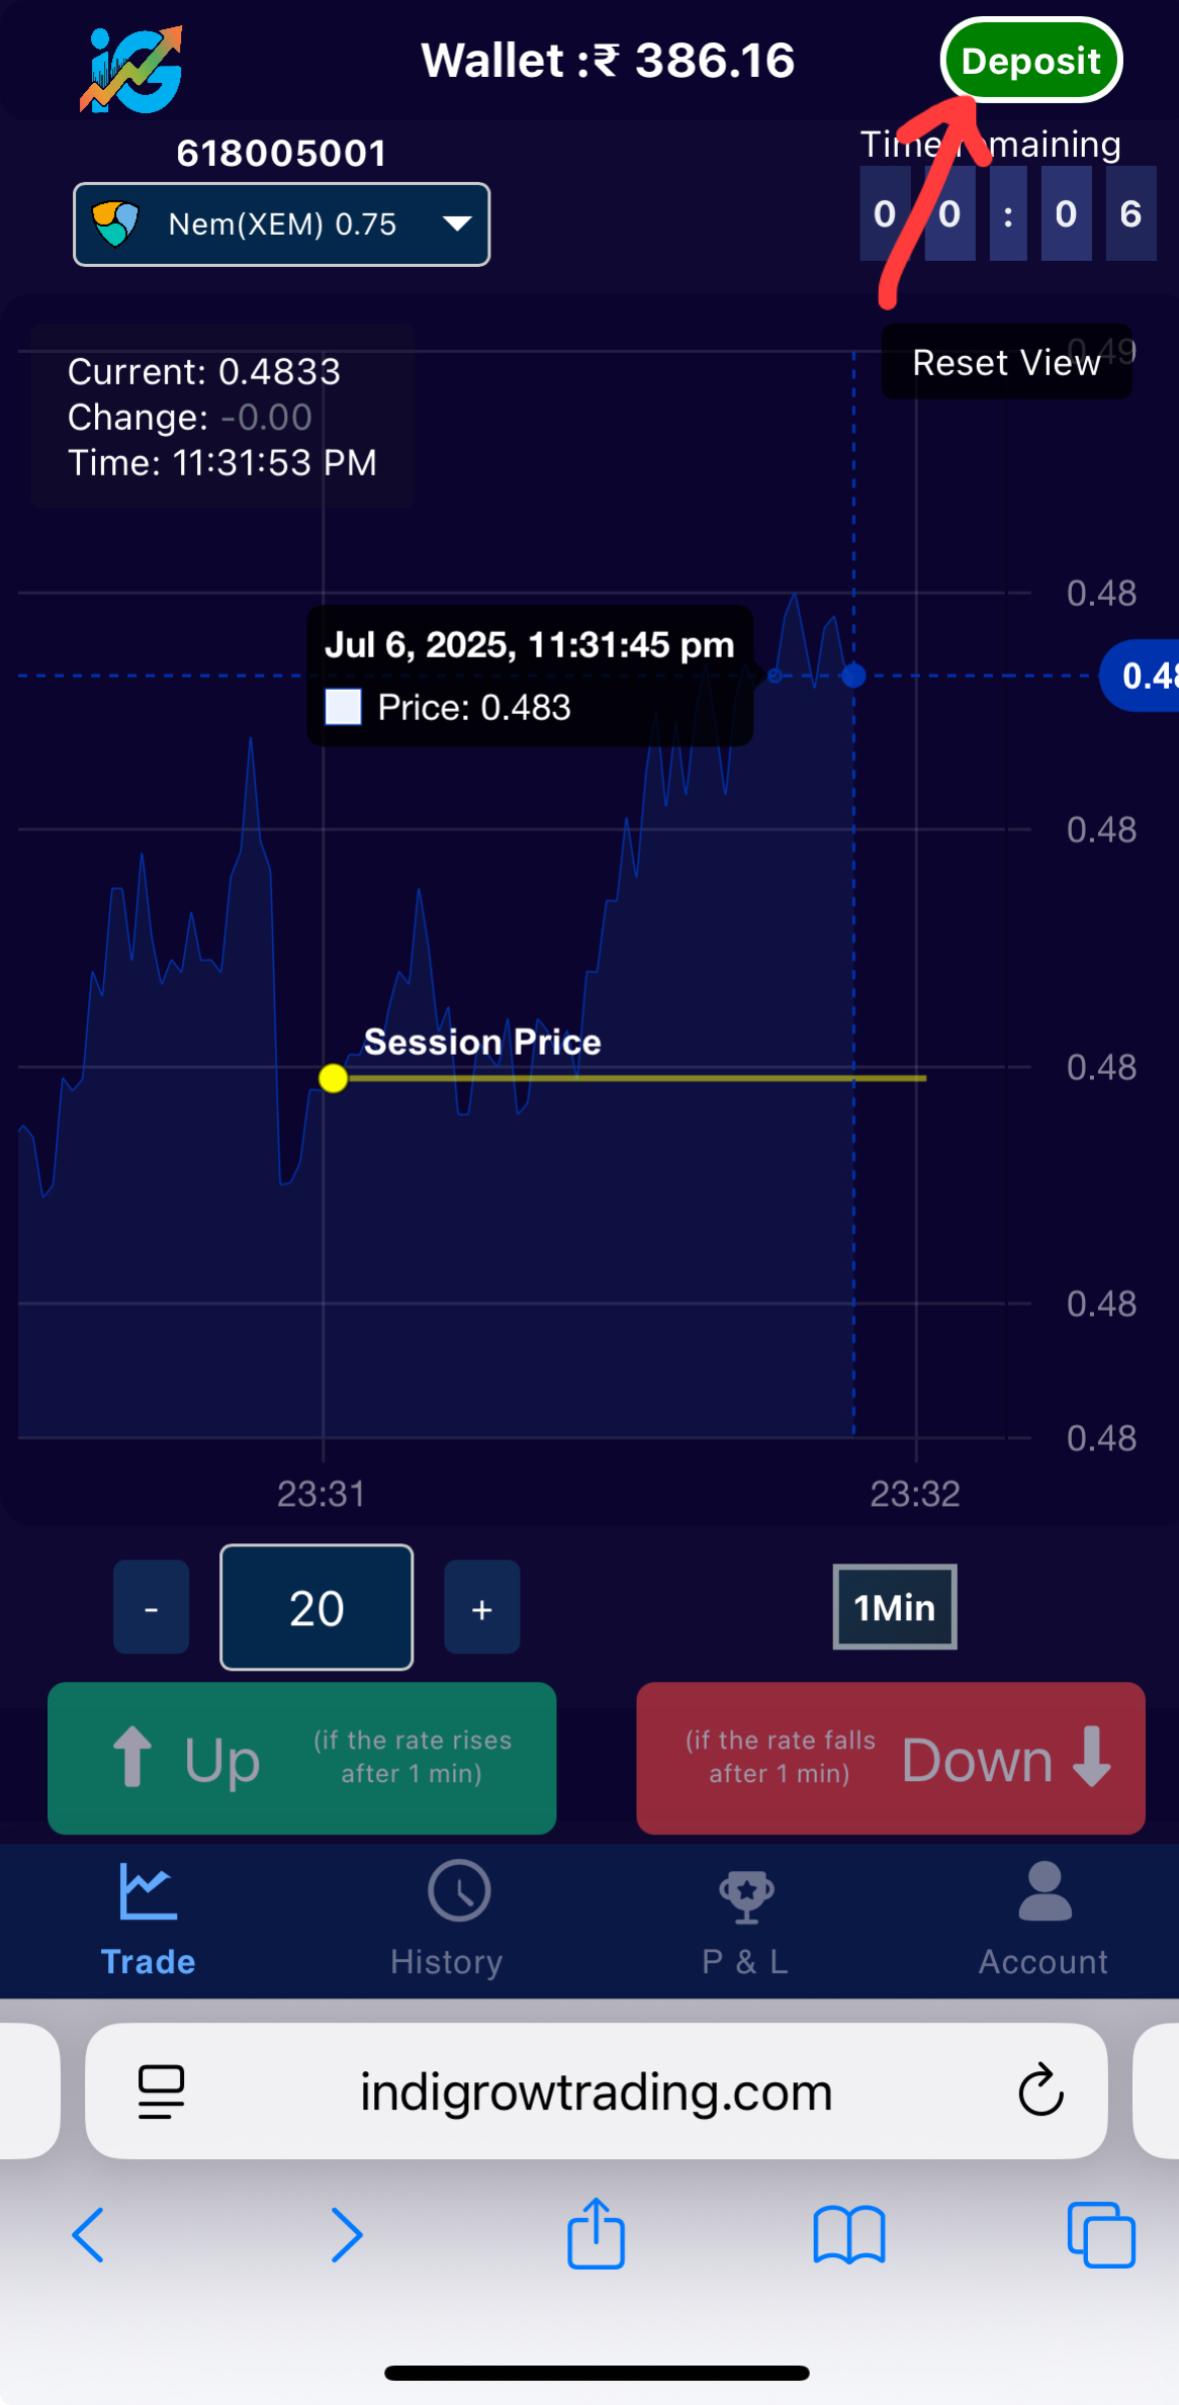 iG
Wallet :₹ 386.16
Deposit
618005001
Time remaining
Nem(XEM) 0.75
0 0 : 0 6
Current: 0.4833
Change: -0.00
Time: 11:31:53 PM
Reset View
0.49
0.48
Jul 6, 2025, 11:31:45 pm
Price: 0.483
0.48
0.48
Session Price
0.48
0.48
0.48
23:31
23:32
-
20
+
1Min
Up
(if the rate rises
after 1 min)
(if the rate falls
after 1 min)
Down
Trade
History
P & L
Account
indigrowtrading.com